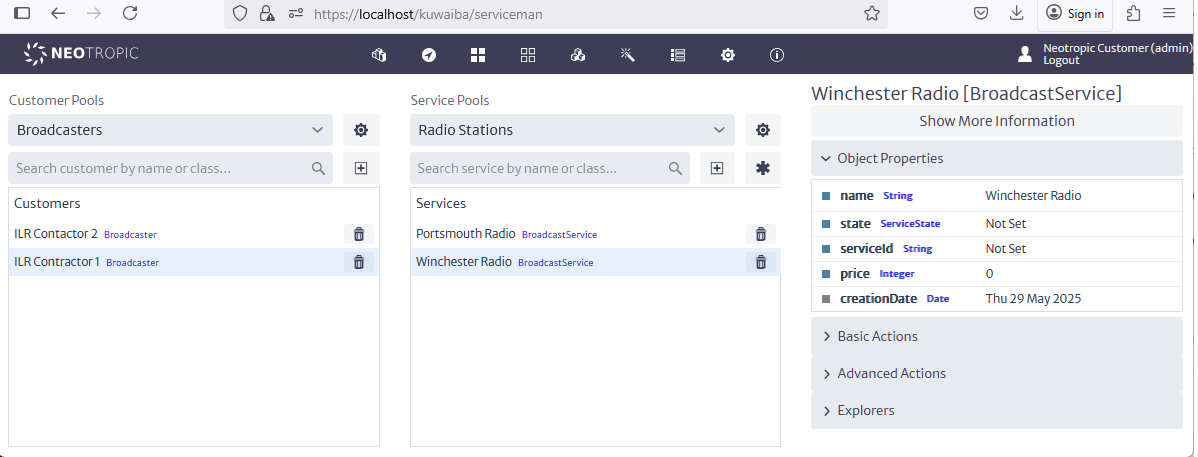 https://localhost/kuwaiba/serviceman
Sign in
NEOTROPIC
Neotropic Customer (admin)
Logout
Customer Pools
Broadcasters
Search customer by name or class...
Customers
ILR Contactor 2 Broadcaster
ILR Contractor 1 Broadcaster
Service Pools
Radio Stations
Search service by name or class...
Services
Portsmouth Radio BroadcastService
Winchester Radio BroadcastService
Winchester Radio [BroadcastService]
Show More Information
Object Properties
name String Winchester Radio
state ServiceState Not Set
serviceId String Not Set
price Integer 0
creationDate Date Thu 29 May 2025
Basic Actions
Advanced Actions
Explorers